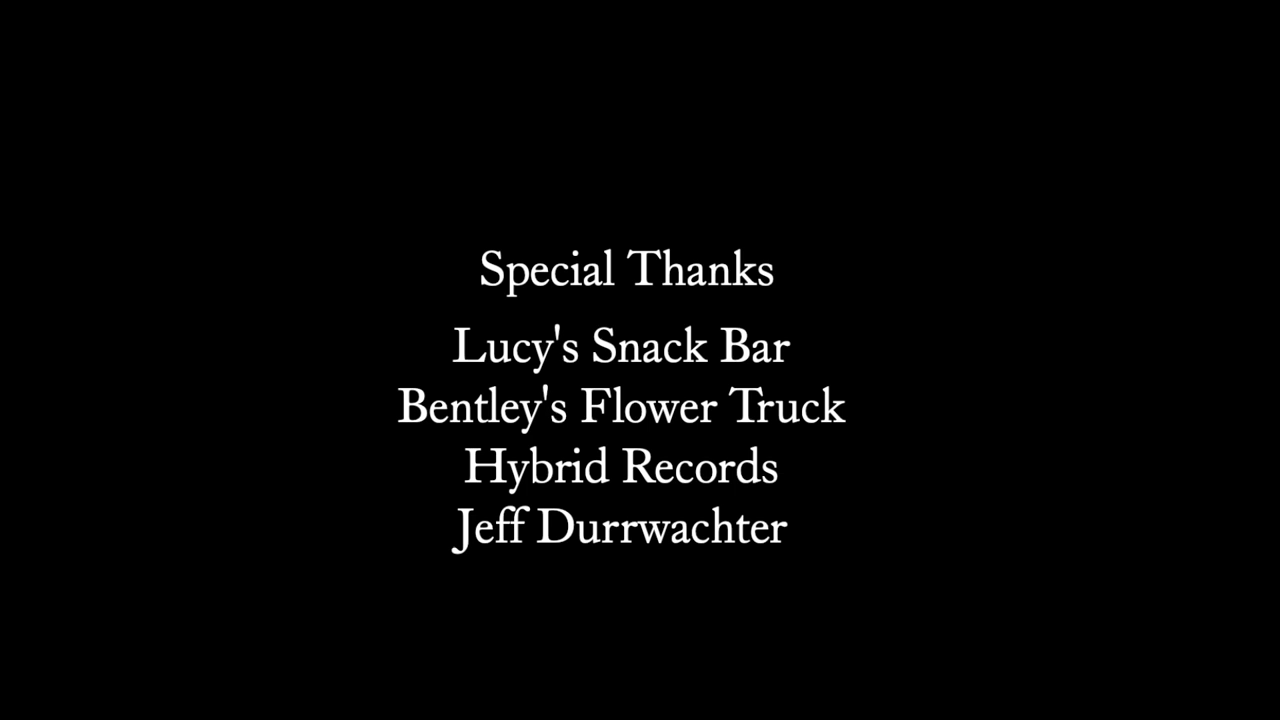 Special Thanks
Lucy's Snack Bar
Bentley's Flower Truck
Hybrid Records
Jeff Durrwachter